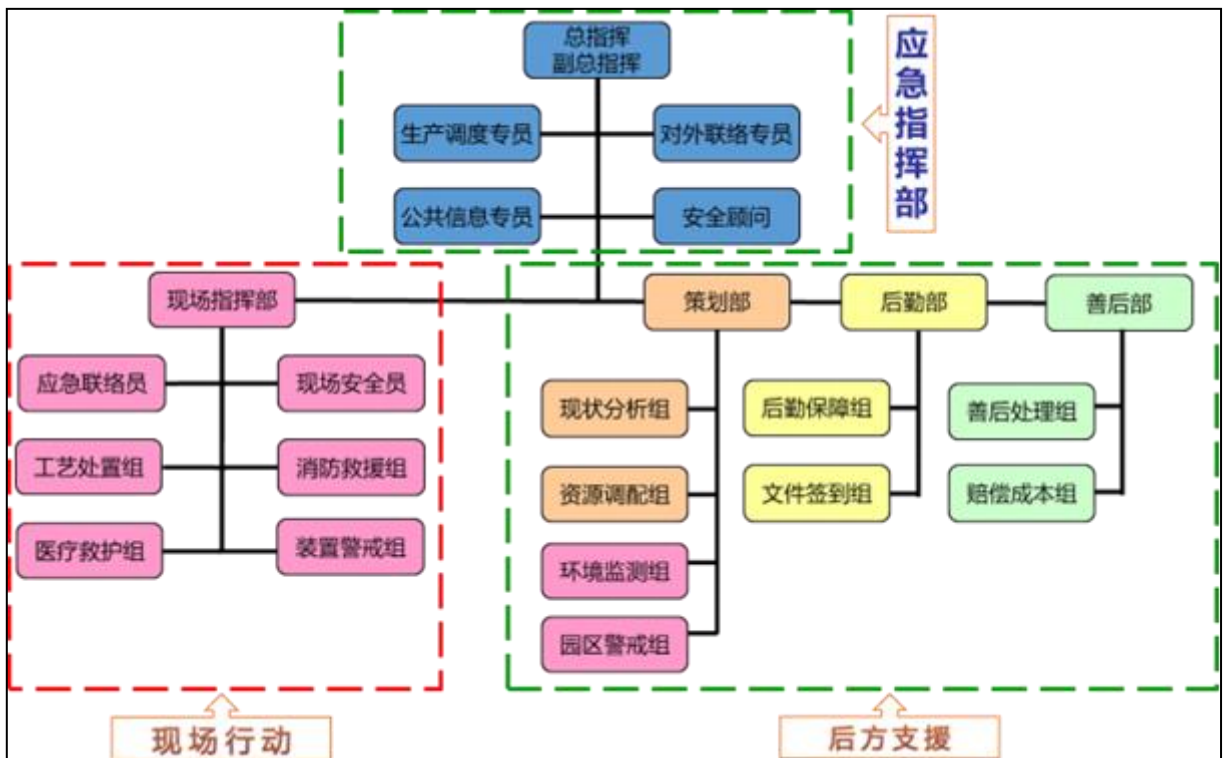 总指挥
副总指挥
应急指挥部
生产调度专员
对外联络专员
公共信息专员
安全顾问
现场指挥部
策划部
后勤部
善后部
应急联络员
现场安全员
现状分析组
后勤保障组
善后处理组
工艺处置组
消防救援组
资源调配组
文件签到组
赔偿成本组
医疗救护组
装置警戒组
环境监测组
园区警戒组
现场行动
后方支援